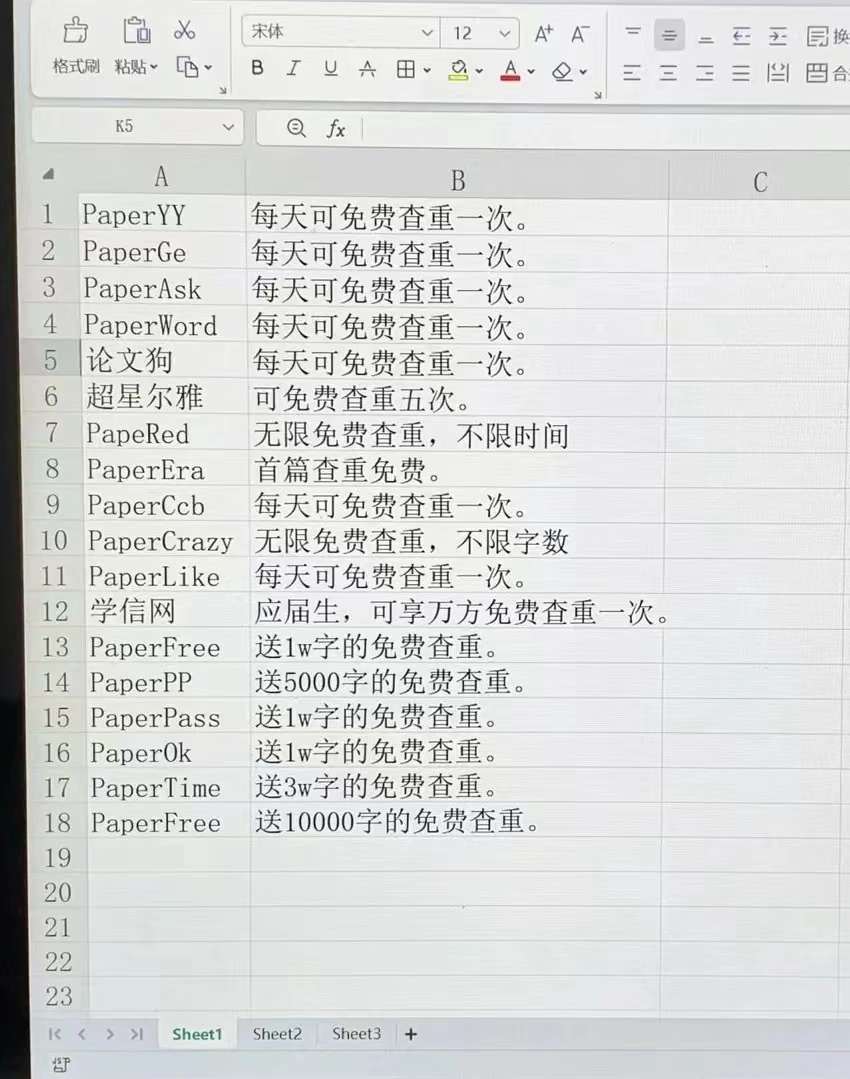 格式刷 粘贴 宋体 12 A+ A- 换
B I U A A 合
K5 fx
A B C
1 PaperYY 每天可免费查重一次。
2 PaperGe 每天可免费查重一次。
3 PaperAsk 每天可免费查重一次。
4 PaperWord 每天可免费查重一次。
5 论文狗 每天可免费查重一次。
6 超星尔雅 可免费查重五次。
7 PapeRed 无限免费查重，不限时间
8 PaperEra 首篇查重免费。
9 PaperCcb 每天可免费查重一次。
10 PaperCrazy 无限免费查重，不限字数
11 PaperLike 每天可免费查重一次。
12 学信网 应届生，可享万方免费查重一次。
13 PaperFree 送1w字的免费查重。
14 PaperPP 送5000字的免费查重。
15 PaperPass 送1w字的免费查重。
16 PaperOk 送1w字的免费查重。
17 PaperTime 送3w字的免费查重。
18 PaperFree 送10000字的免费查重。
19
20
21
22
23
Sheet1 Sheet2 Sheet3 +